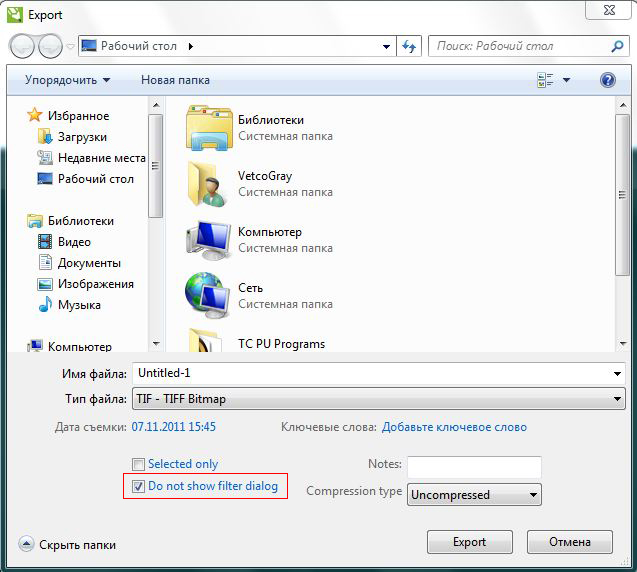 Export
Рабочий стол
Поиск: Рабочий стол
Упорядочить
Новая папка
Избранное
Загрузки
Недавние места
Рабочий стол
Библиотеки
Видео
Документы
Изображения
Музыка
Компьютер
Библиотеки
Системная папка
VetcoGray
Системная папка
Компьютер
Системная папка
Сеть
Системная папка
TC PU Programs
Имя файла: Untitled-1
Тип файла: TIF - TIFF Bitmap
Дата съемки: 07.11.2011 15:45 Ключевые слова: Добавьте ключевое слово
Selected only
Do not show filter dialog
Notes:
Compression type Uncompressed
Скрыть папки
Export
Отмена